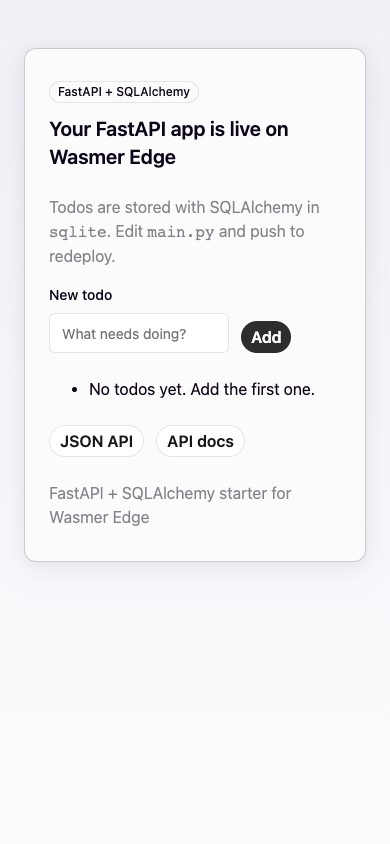 FastAPI + SQLAlchemy
Your FastAPI app is live on
Wasmer Edge
Todos are stored with SQLAlchemy in
sqlite. Edit main.py and push to
redeploy.
New todo
What needs doing?
Add
No todos yet. Add the first one.
JSON API
API docs
FastAPI + SQLAlchemy starter for
Wasmer Edge